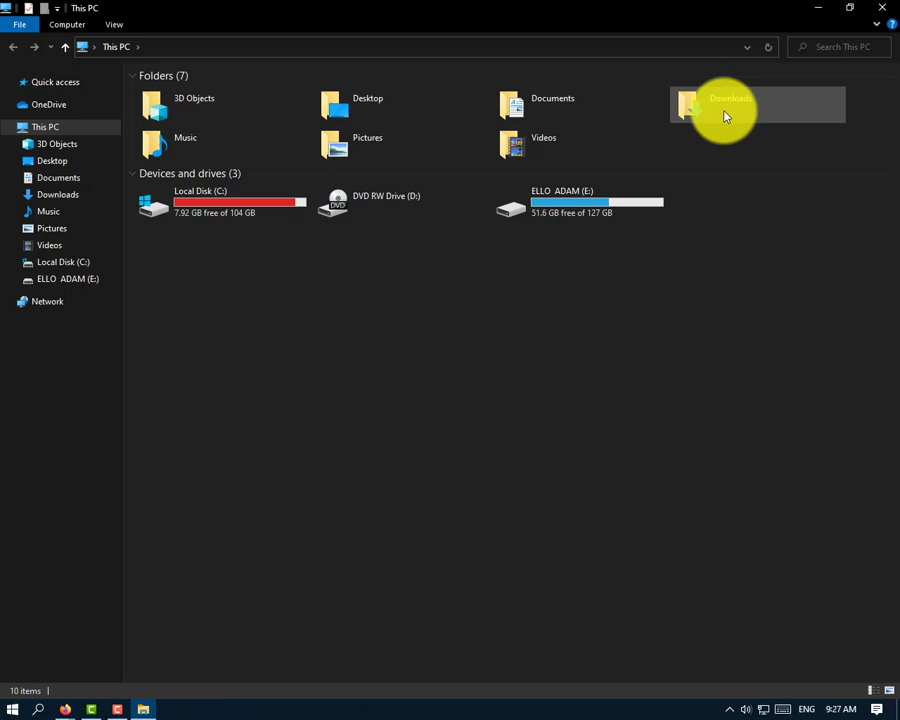 This PC
File Computer View
This PC
Search This PC
Quick access
OneDrive
This PC
3D Objects
Desktop
Documents
Downloads
Music
Pictures
Videos
Local Disk (C:)
ELLO ADAM (E:)
Network
Folders (7)
3D Objects
Desktop
Documents
Downloads
Music
Pictures
Videos
Devices and drives (3)
Local Disk (C:)
7.92 GB free of 104 GB
DVD RW Drive (D:)
DVD
ELLO ADAM (E:)
51.6 GB free of 127 GB
10 items
ENG 9:27 AM